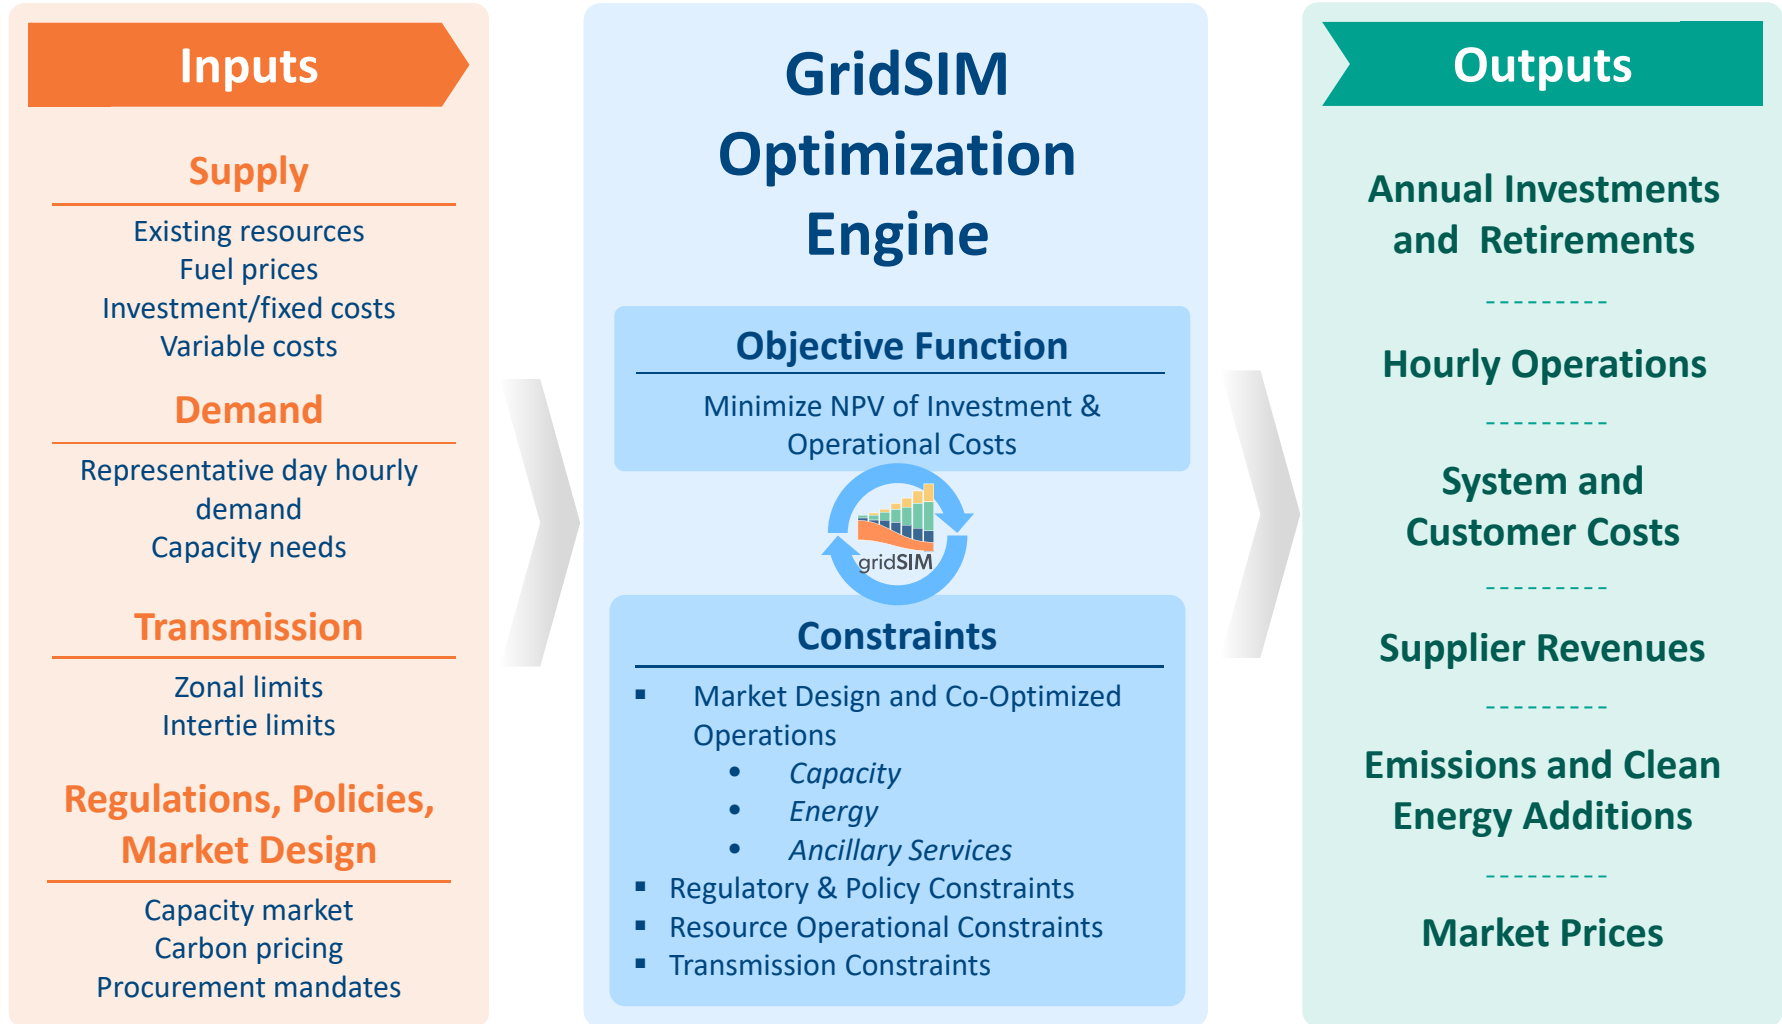 Inputs
Supply
Existing resources
Fuel prices
Investment/fixed costs
Variable costs
Demand
Representative day hourly
demand
Capacity needs
Transmission
Zonal limits
Intertie limits
Regulations, Policies,
Market Design
Capacity market
Carbon pricing
Procurement mandates
GridSIM
Optimization
Engine
Objective Function
Minimize NPV of Investment &
Operational Costs
gridSIM
Constraints
▪ Market Design and Co-Optimized
Operations
• Capacity
• Energy
• Ancillary Services
▪ Regulatory & Policy Constraints
▪ Resource Operational Constraints
▪ Transmission Constraints
Outputs
Annual Investments
and Retirements
Hourly Operations
System and
Customer Costs
Supplier Revenues
Emissions and Clean
Energy Additions
Market Prices